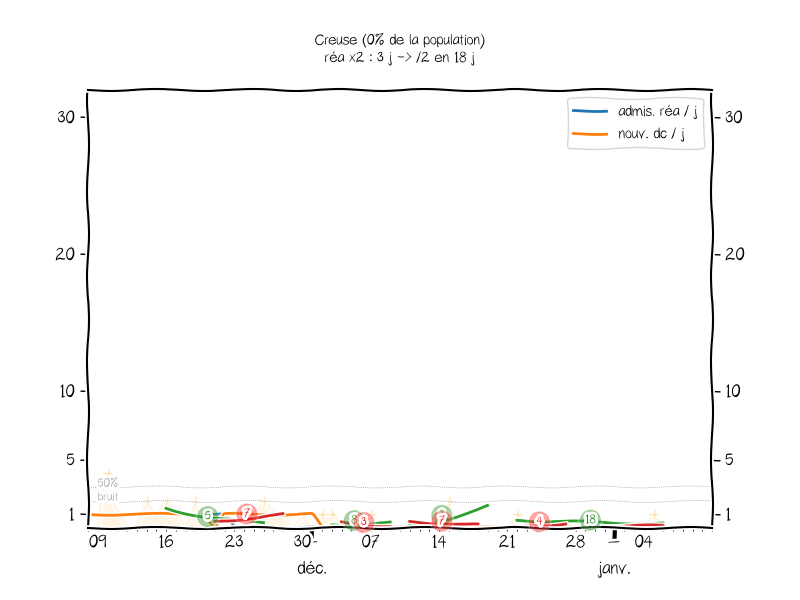 Creuse (0% de la population)
réa x2 : 3 j -> /2 en 18 j
admis. réa / j
nouv. dc / j
30 30
20 20
10 10
5 5
50%
bruit
1 1
5 7 8 3 7 4 18
09 16 23 30 07 14 21 28 04
déc. janv.